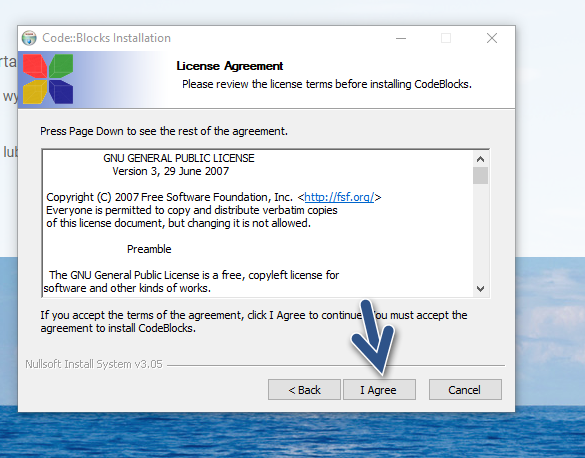 Code::Blocks Installation
License Agreement
Please review the license terms before installing CodeBlocks.
Press Page Down to see the rest of the agreement.
GNU GENERAL PUBLIC LICENSE
Version 3, 29 June 2007
Copyright (C) 2007 Free Software Foundation, Inc. <http://fsf.org/>
Everyone is permitted to copy and distribute verbatim copies
of this license document, but changing it is not allowed.
Preamble
The GNU General Public License is a free, copyleft license for
software and other kinds of works.
If you accept the terms of the agreement, click I Agree to continue. You must accept the
agreement to install CodeBlocks.
Nullsoft Install System v3.05
< Back
I Agree
Cancel
lub